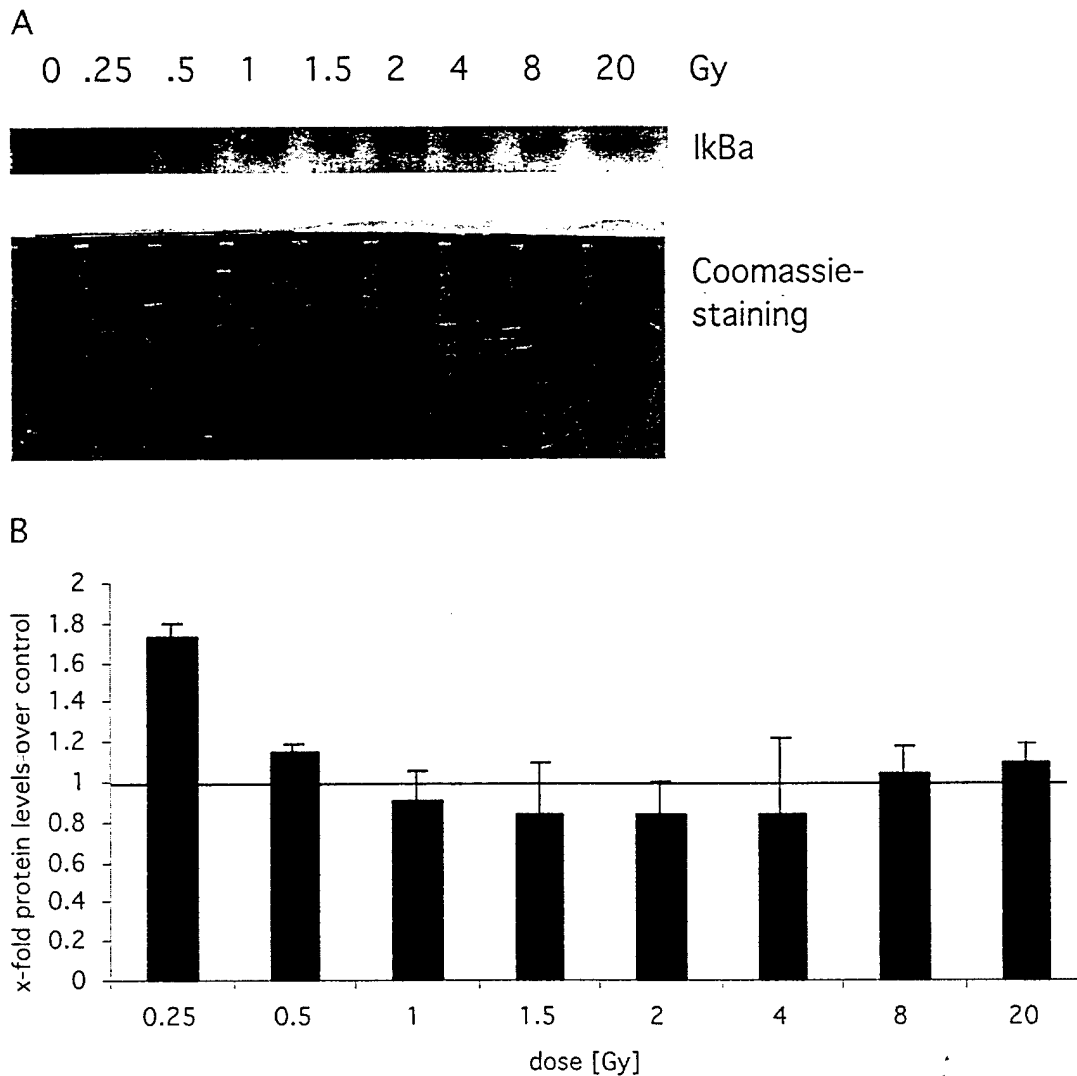 A
0 .25 .5 1 1.5 2 4 8 20 Gy
IkBa
Coomassie-
staining
B
x-fold protein levels-over control
2
1.8
1.6
1.4
1.2
1
0.8
0.6
0.4
0.2
0
0.25 0.5 1 1.5 2 4 8 20
dose [Gy]